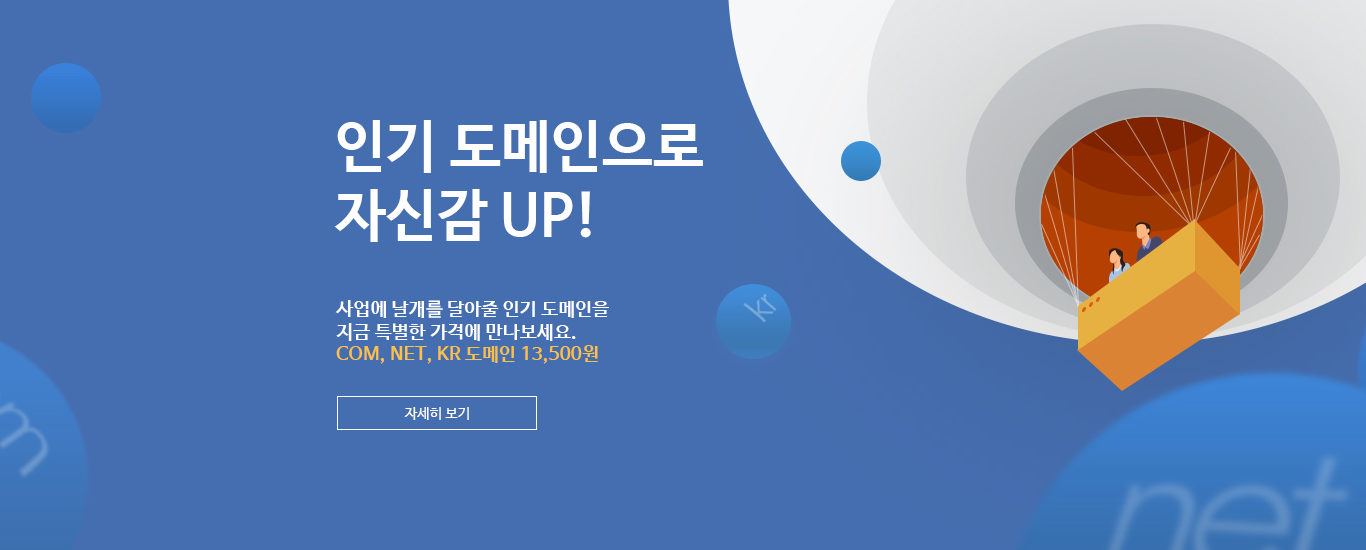 인기 도메인으로
자신감 UP!
사업에 날개를 달아줄 인기 도메인을
지금 특별한 가격에 만나보세요.
COM, NET, KR 도메인 13,500원
자세히 보기
kr
m
net